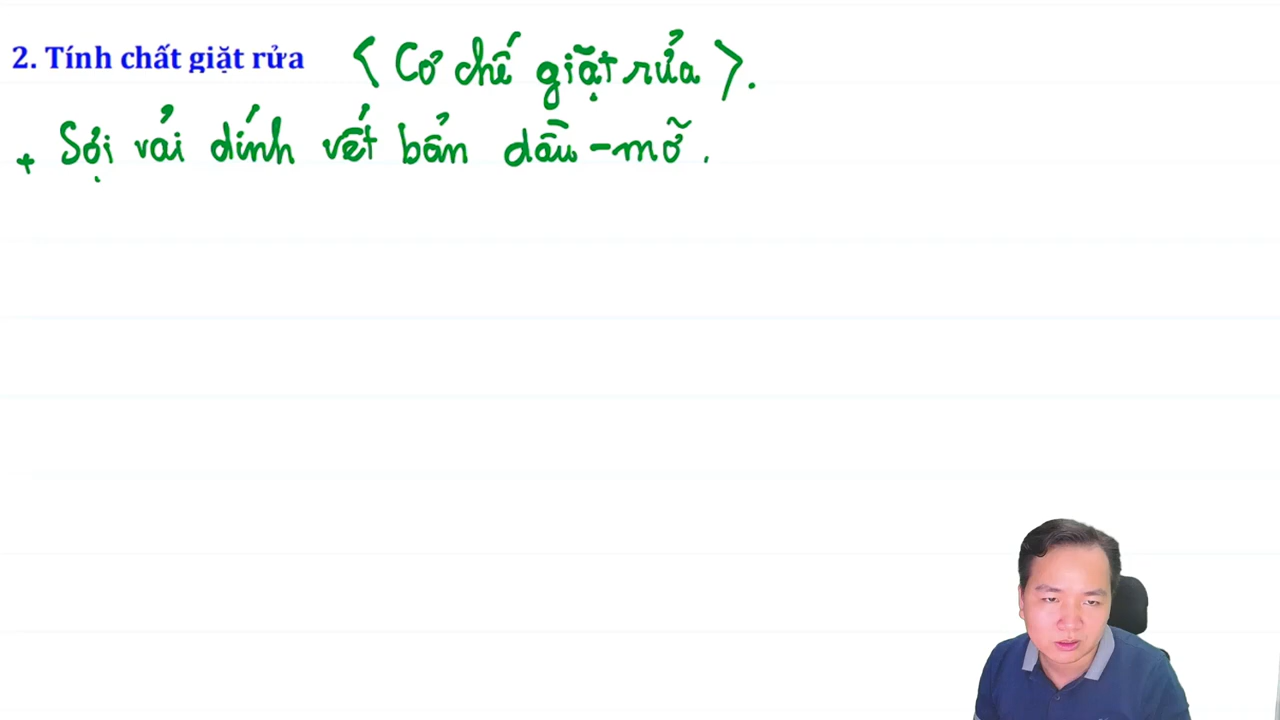 2. Tính chất giặt rửa < Cơ chế giặt rửa >.
+ Sợi vải dính vết bẩn dầu - mỡ.